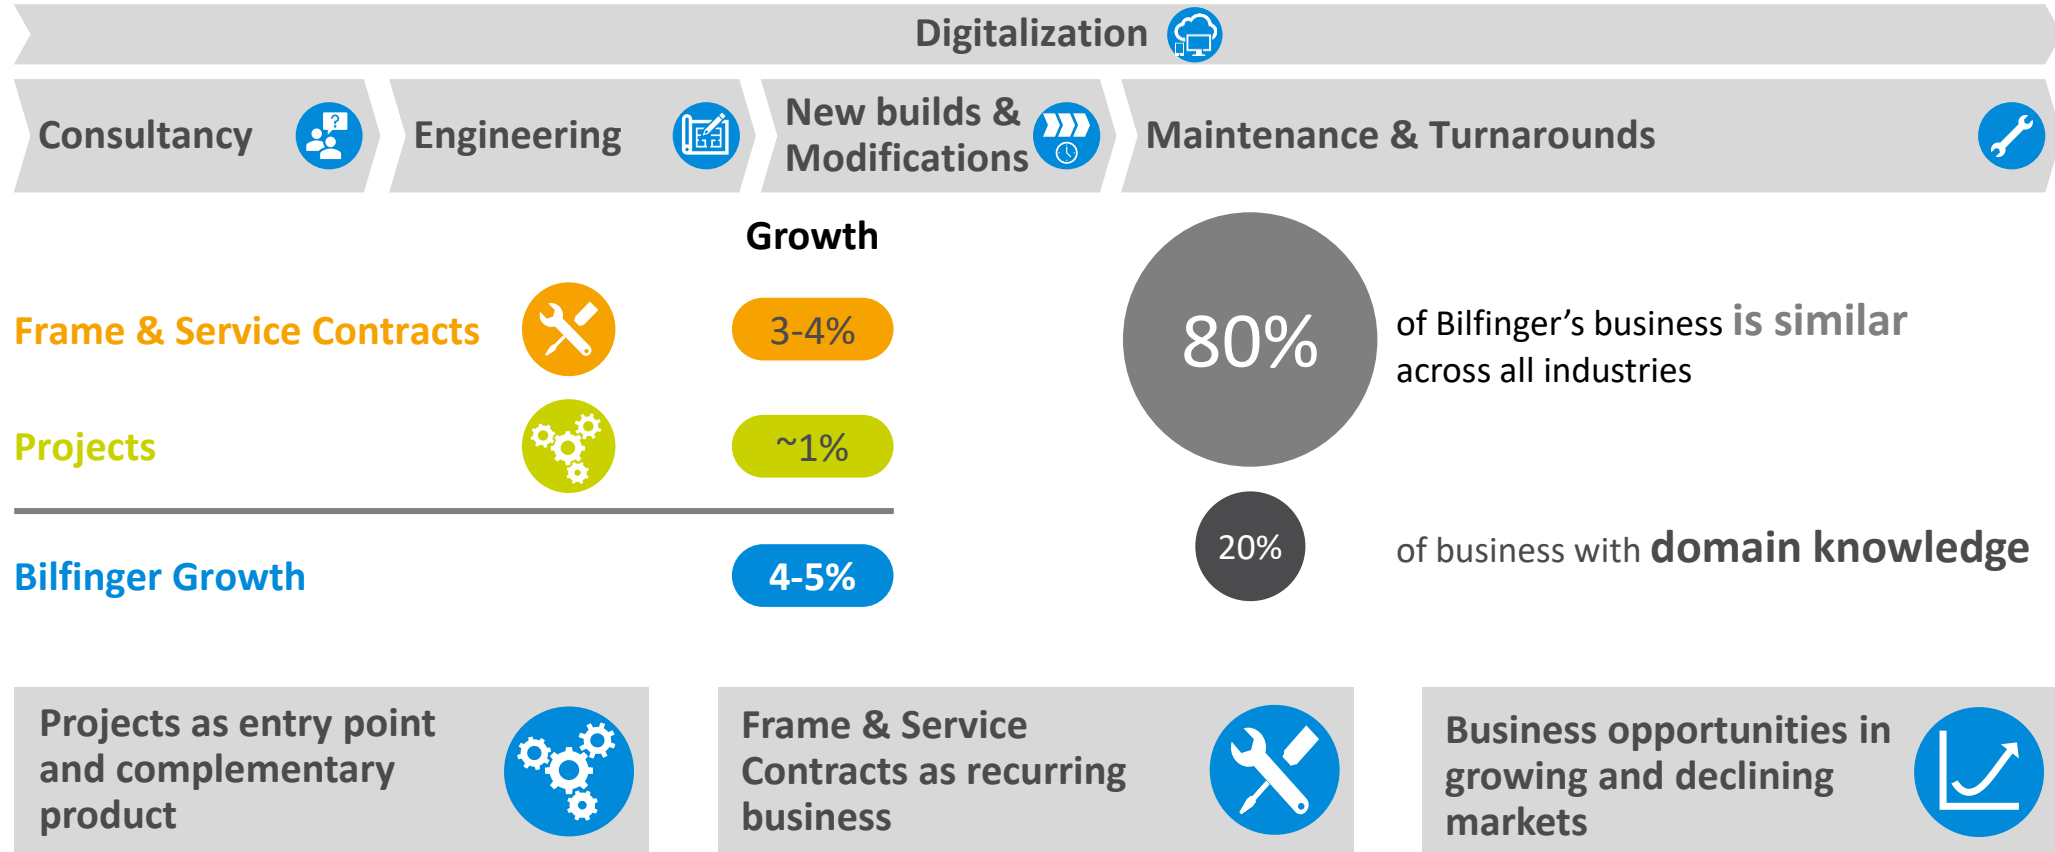 Digitalization
Consultancy
?
Engineering
New builds &
Modifications
Maintenance & Turnarounds
Growth
Frame & Service Contracts
3-4%
Projects
~1%
Bilfinger Growth
4-5%
80%
of Bilfinger’s business is similar
across all industries
20%
of business with domain knowledge
Projects as entry point
and complementary
product
Frame & Service
Contracts as recurring
business
Business opportunities in
growing and declining
markets